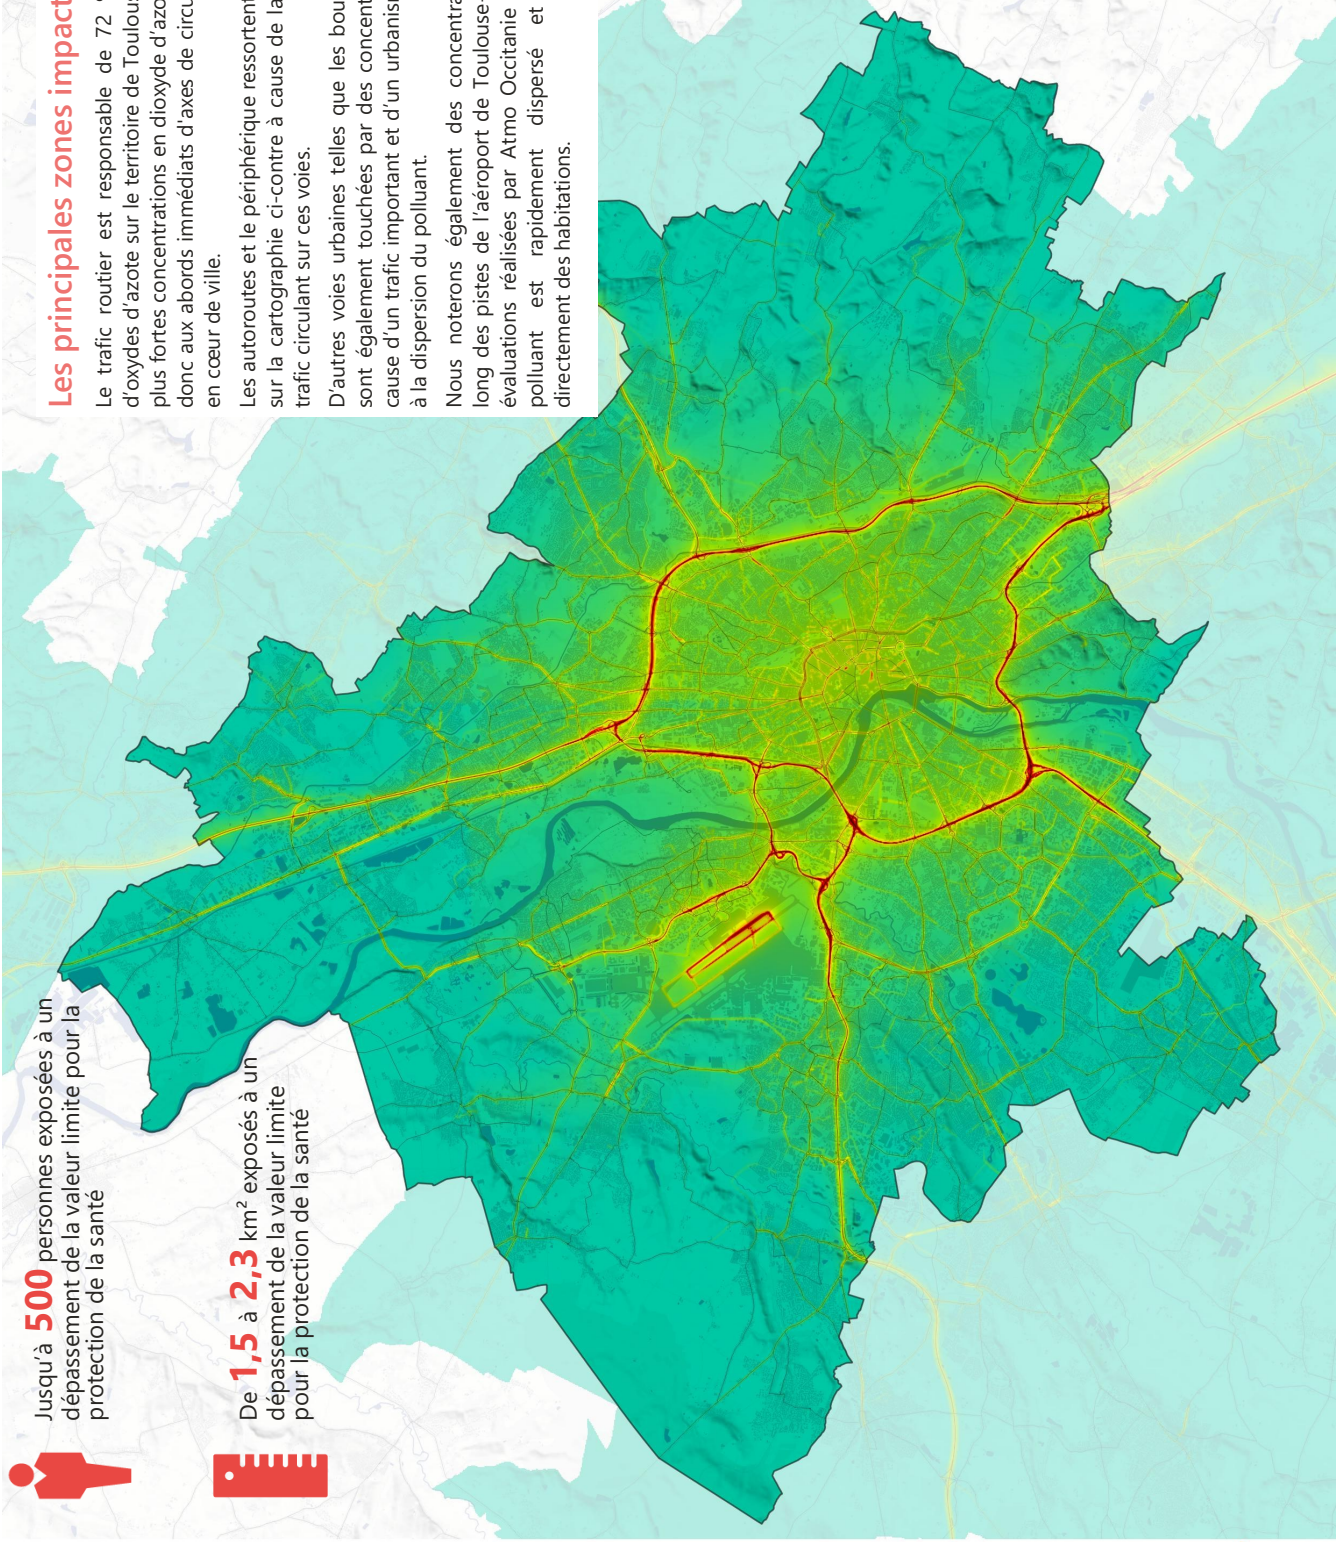 Jusqu’à 500 personnes exposées à un
dépassement de la valeur limite pour la
protection de la santé
De 1,5 à 2,3 km² exposés à un
dépassement de la valeur limite
pour la protection de la santé
Les principales zones impact
Le trafic routier est responsable de 72
d’oxydes d’azote sur le territoire de Toulous
plus fortes concentrations en dioxyde d’azo
donc aux abords immédiats d’axes de circu
en cœur de ville.
Les autoroutes et le périphérique ressortent
sur la cartographie ci-contre à cause de la
trafic circulant sur ces voies.
D’autres voies urbaines telles que les bou
sont également touchées par des concent
cause d’un trafic important et d’un urbanism
à la dispersion du polluant.
Nous noterons également des concentra
long des pistes de l’aéroport de Toulouse-
évaluations réalisées par Atmo Occitanie
polluant est rapidement dispersé et
directement des habitations.